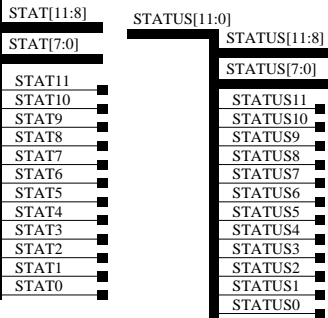 STAT[11:8]
STAT[7:0]
STAT11
STAT10
STAT9
STAT8
STAT7
STAT6
STAT5
STAT4
STAT3
STAT2
STAT1
STAT0
STATUS[11:0]
STATUS[11:8]
STATUS[7:0]
STATUS11
STATUS10
STATUS9
STATUS8
STATUS7
STATUS6
STATUS5
STATUS4
STATUS3
STATUS2
STATUS1
STATUS0